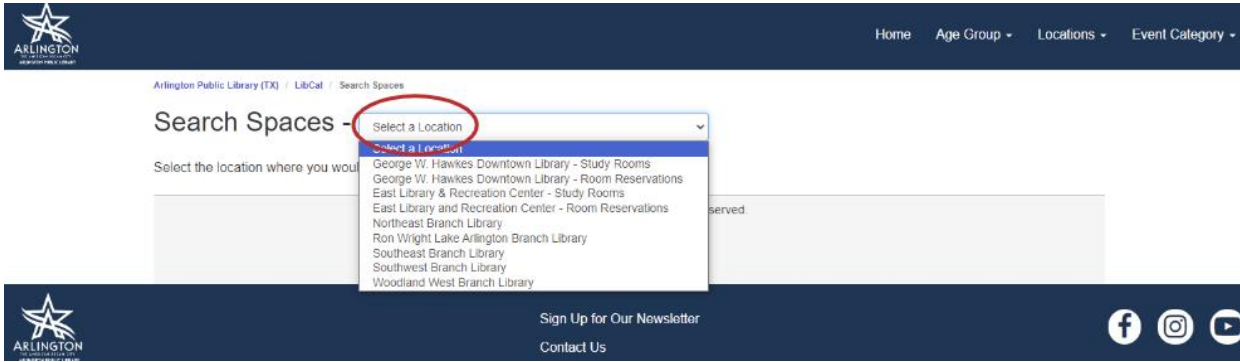 ARLINGTON
Home Age Group Locations Event Category
Arlington Public Library (TX) / LibCal / Search Spaces
Search Spaces - Select a Location
Select a Location
Select the location where you woul
George W. Hawkes Downtown Library - Study Rooms
George W. Hawkes Downtown Library - Room Reservations
East Library & Recreation Center - Study Rooms
East Library and Recreation Center - Room Reservations
served.
Northeast Branch Library
Ron Wright Lake Arlington Branch Library
Southeast Branch Library
Southwest Branch Library
Woodland West Branch Library
ARLINGTON
Sign Up for Our Newsletter
Contact Us